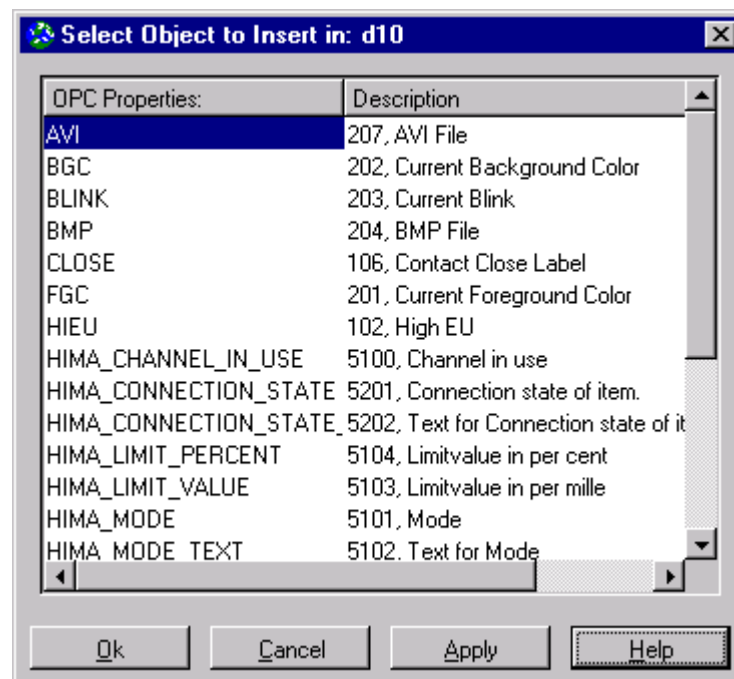 Select Object to Insert in: d10
OPC Properties: Description
AVI 207, AVI File
BGC 202, Current Background Color
BLINK 203, Current Blink
BMP 204, BMP File
CLOSE 106, Contact Close Label
FGC 201, Current Foreground Color
HIEU 102, High EU
HIMA_CHANNEL_IN_USE 5100, Channel in use
HIMA_CONNECTION_STATE 5201, Connection state of item.
HIMA_CONNECTION_STATE_ 5202, Text for Connection state of it
HIMA_LIMIT_PERCENT 5104, Limitvalue in per cent
HIMA_LIMIT_VALUE 5103, Limitvalue in per mille
HIMA_MODE 5101, Mode
HIMA_MODE_TEXT 5102, Text for Mode
Ok Cancel Apply Help